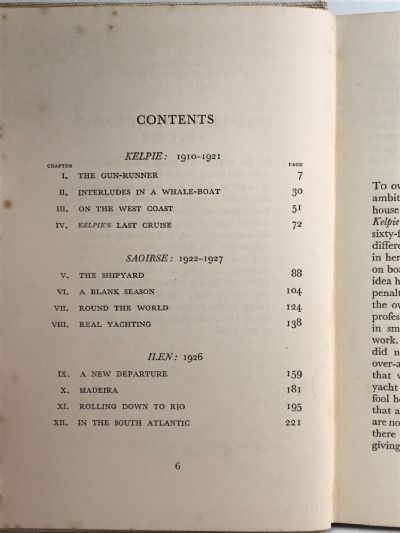 CONTENTS
KELPIE: 1910–1921
CHAPTER PAGE
I. THE GUN-RUNNER 7
II. INTERLUDES IN A WHALE-BOAT 30
III. ON THE WEST COAST 51
IV. KELPIE'S LAST CRUISE 72
SAOIRSE: 1922–1927
V. THE SHIPYARD 88
VI. A BLANK SEASON 104
VII. ROUND THE WORLD 124
VIII. REAL YACHTING 138
ILEN: 1926
IX. A NEW DEPARTURE 159
X. MADEIRA 181
XI. ROLLING DOWN TO RIO 195
XII. IN THE SOUTH ATLANTIC 221
6
To ov
ambit
house
Kelpie
sixty-f
differe
in her
on boa
idea h
penalt
the ov
profes
in sm
work.
did n
over-a
that v
yacht
fool he
that a
are no
there
giving